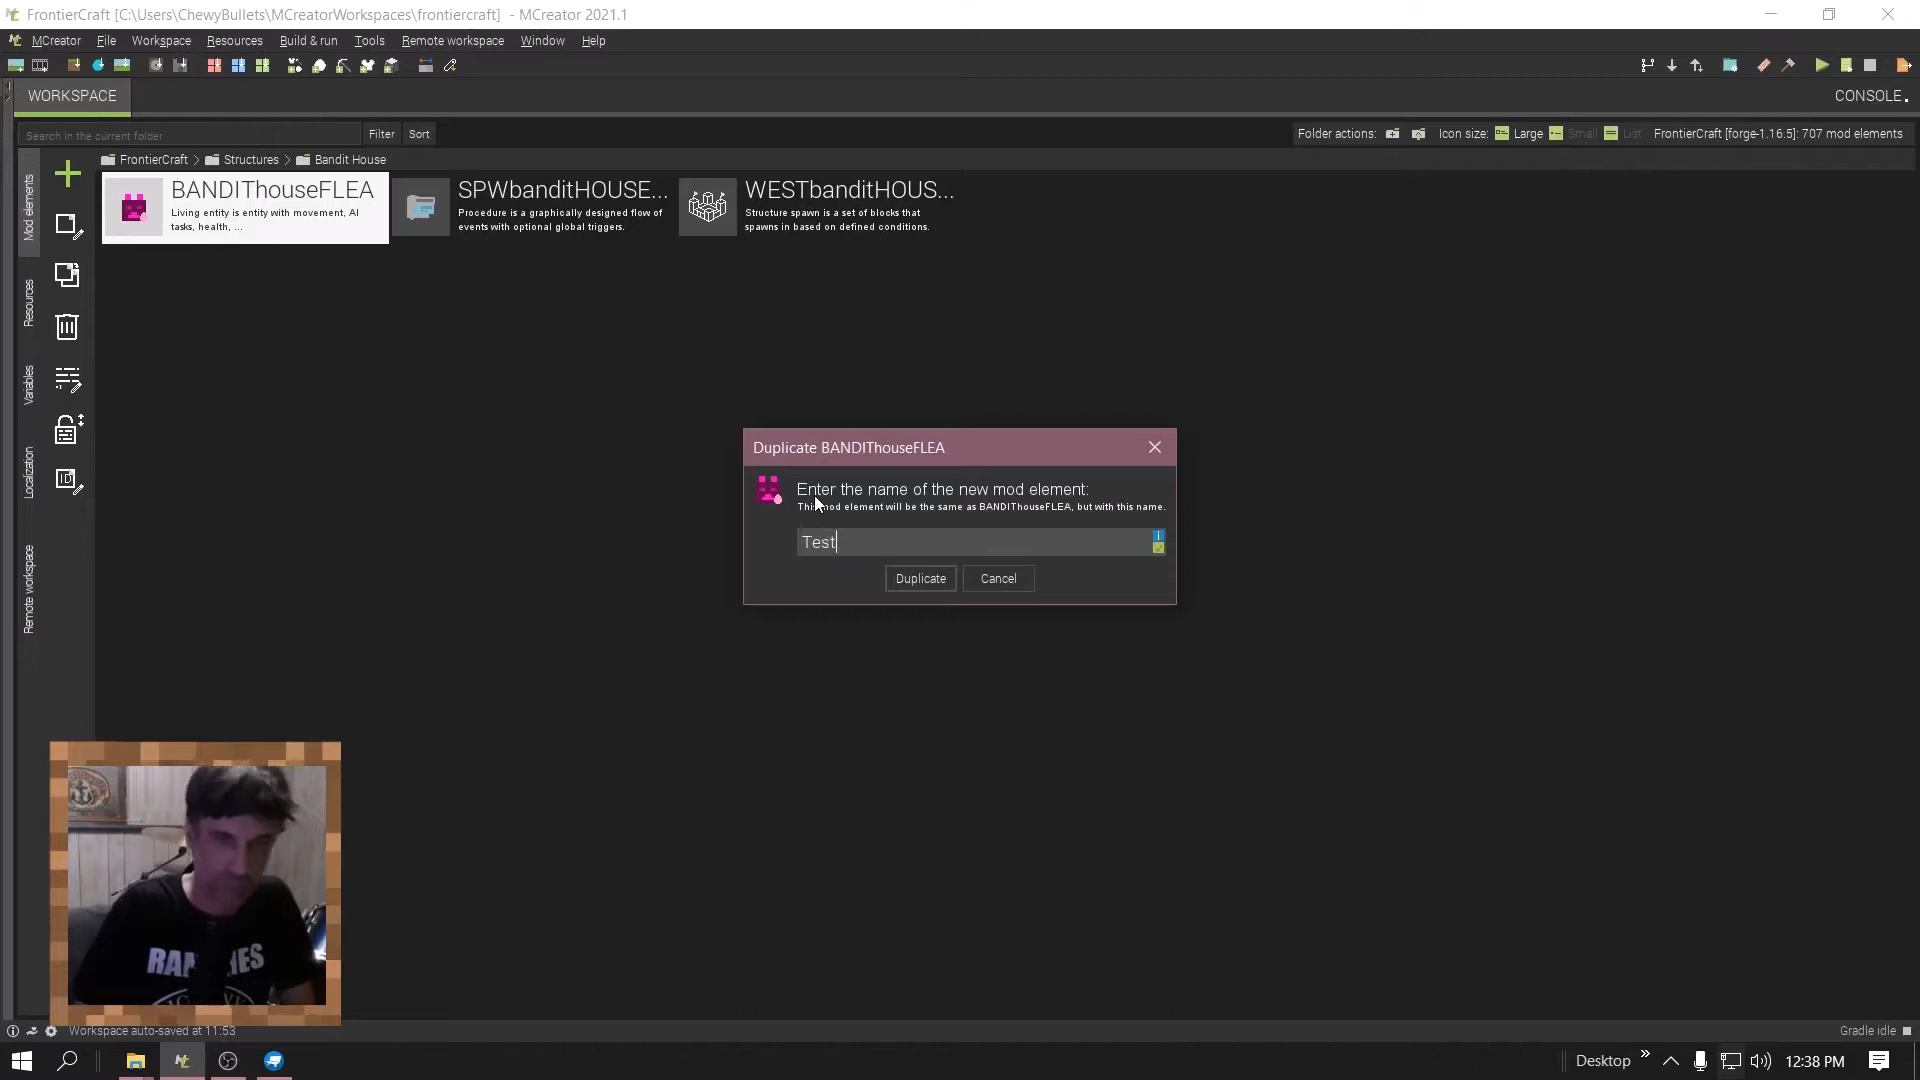 FrontierCraft [C:\Users\ChewyBullets\MCreatorWorkspaces\frontiercraft] - MCreator 2021.1
MCreator File Workspace Resources Build & run Tools Remote workspace Window Help
WORKSPACE
CONSOLE
Search in the current folder
Filter
Sort
Folder actions:
Icon size:
Large
Small
List
FrontierCraft [forge-1.16.5]: 707 mod elements
FrontierCraft > Structures > Bandit House
Mod elements
Resources
Variables
Localization
Remote workspace
BANDIThouseFLEA
Living entity is entity with movement, AI
tasks, health, ...
SPWbanditHOUSE...
Procedure is a graphically designed flow of
events with optional global triggers.
WESTbanditHOUS...
Structure spawn is a set of blocks that
spawns in based on defined conditions.
Duplicate BANDIThouseFLEA
Enter the name of the new mod element:
This mod element will be the same as BANDIThouseFLEA, but with this name.
Test
Duplicate
Cancel
Workspace auto-saved at 11:53
Gradle idle
Desktop
12:38 PM